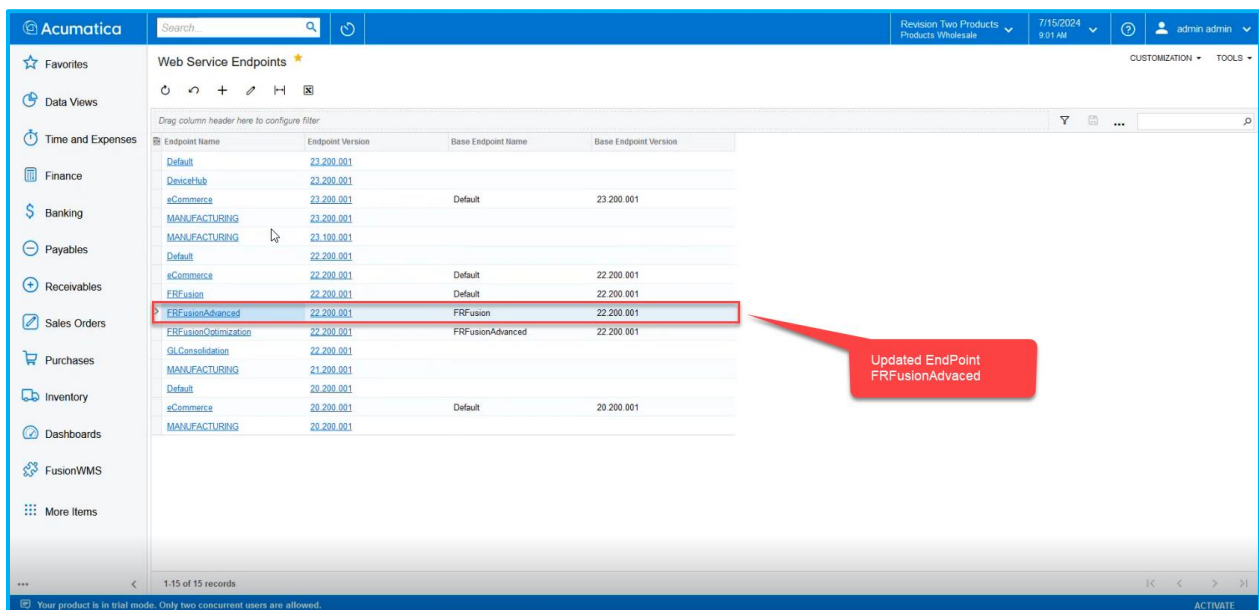 Acumatica
Search...
Revision Two Products
Products Wholesale
7/15/2024
9:01 AM
admin admin
Favorites
Data Views
Time and Expenses
Finance
Banking
Payables
Receivables
Sales Orders
Purchases
Inventory
Dashboards
FusionWMS
More Items
Web Service Endpoints
CUSTOMIZATION
TOOLS
Drag column header here to configure filter
Endpoint Name Endpoint Version Base Endpoint Name Base Endpoint Version
Default 23.200.001
DeviceHub 23.200.001
eCommerce 23.200.001 Default 23.200.001
MANUFACTURING 23.200.001
MANUFACTURING 23.100.001
Default 22.200.001
eCommerce 22.200.001 Default 22.200.001
FRFusion 22.200.001 Default 22.200.001
FRFusionAdvanced 22.200.001 FRFusion 22.200.001
FRFusionOptimization 22.200.001 FRFusionAdvanced 22.200.001
GLConsolidation 22.200.001
MANUFACTURING 21.200.001
Default 20.200.001
eCommerce 20.200.001 Default 20.200.001
MANUFACTURING 20.200.001
Updated EndPoint
FRFusionAdvaced
1-15 of 15 records
Your product is in trial mode. Only two concurrent users are allowed.
ACTIVATE